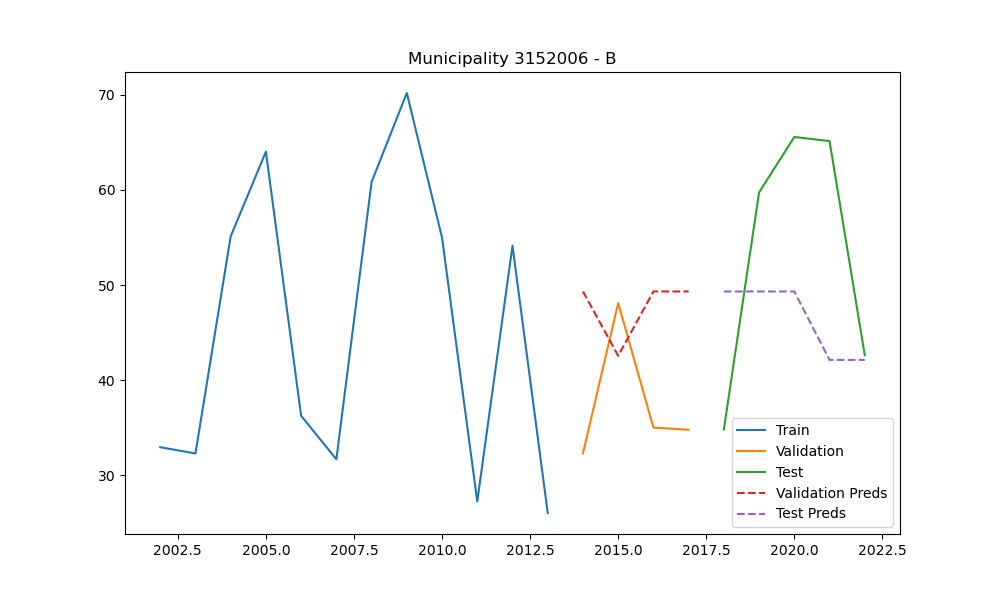 Municipality 3152006 - B
70
60
50
40
30
2002.5 2005.0 2007.5 2010.0 2012.5 2015.0 2017.5 2020.0 2022.5
Train
Validation
Test
Validation Preds
Test Preds